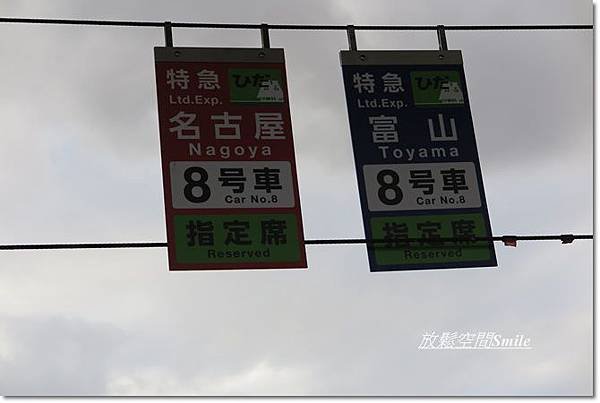 特急 ひだ
Ltd.Exp.
名古屋
Nagoya
8号車
Car No.8
指定席
Reserved
特急 ひだ
Ltd.Exp.
富山
Toyama
8号車
Car No.8
指定席
Reserved
放鬆空間Smile